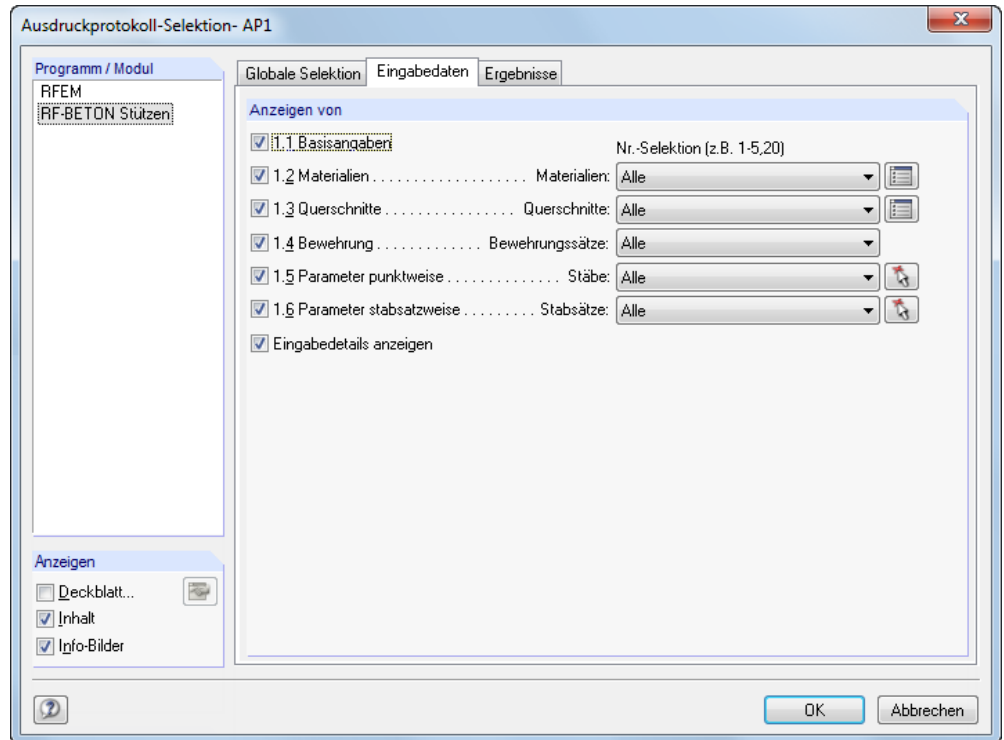 Ausdruckprotokoll-Selektion- AP1
Programm / Modul
RFEM
RF-BETON Stützen
Globale Selektion Eingabedaten Ergebnisse
Anzeigen von
1.1 Basisangaben
Nr.-Selektion (z.B. 1-5,20)
1.2 Materialien . . . . . . . . . . . . . . . . . . . Materialien: Alle
1.3 Querschnitte . . . . . . . . . . . . . . . . Querschnitte: Alle
1.4 Bewehrung . . . . . . . . . . . . . Bewehrungssätze: Alle
1.5 Parameter punktweise . . . . . . . . . . . . . . Stäbe: Alle
1.6 Parameter stabsatzweise . . . . . . . . . Stabsätze: Alle
Eingabedetails anzeigen
Anzeigen
Deckblatt...
Inhalt
Info-Bilder
OK Abbrechen